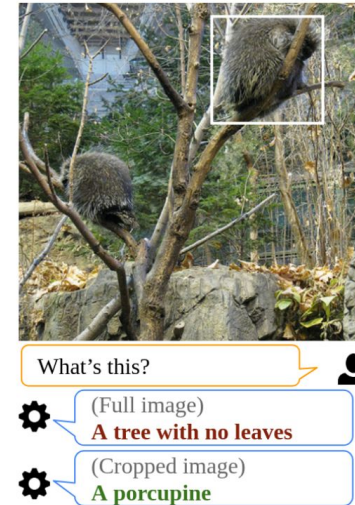 What's this?
(Full image)
A tree with no leaves
(Cropped image)
A porcupine